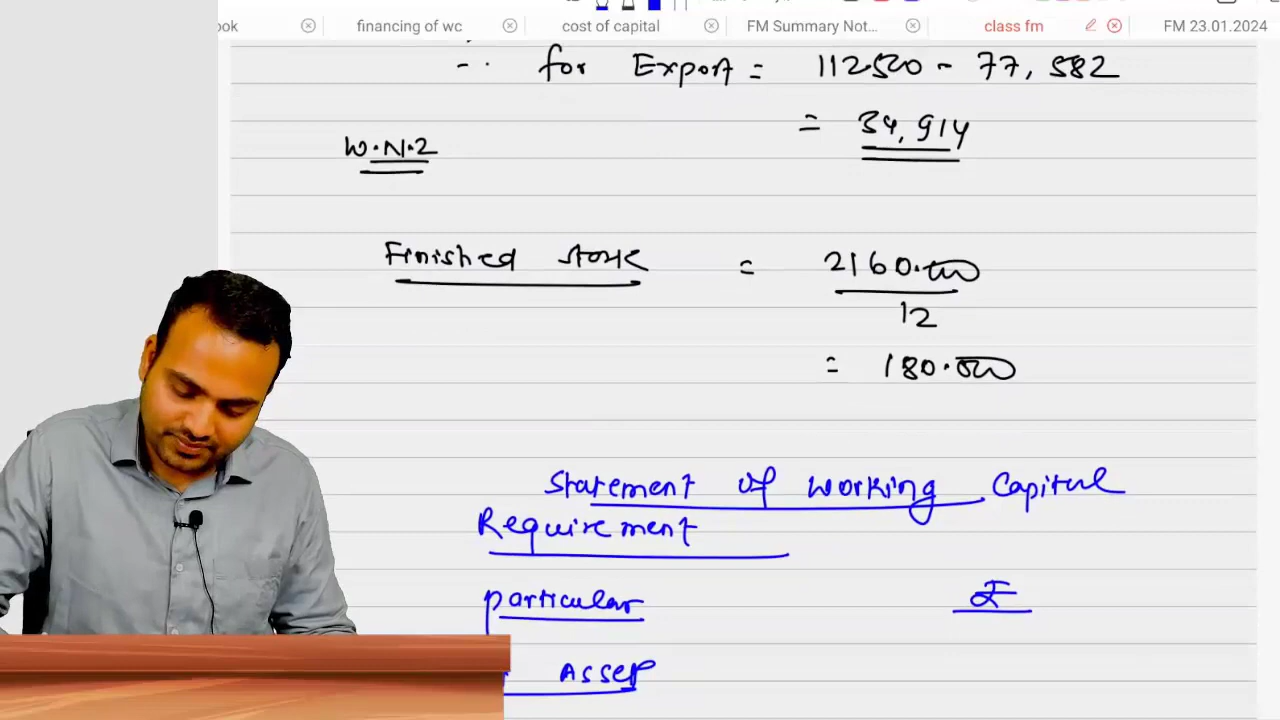 ook financing of wc cost of capital FM Summary Not... class fm FM 23.01.2024
for Export = 112500 - 77,582
= 34,914
W.N.2
Finished stock = 2160.000
12
= 180.000
Statement of working Capital
Requirement
particular ₹
Asset